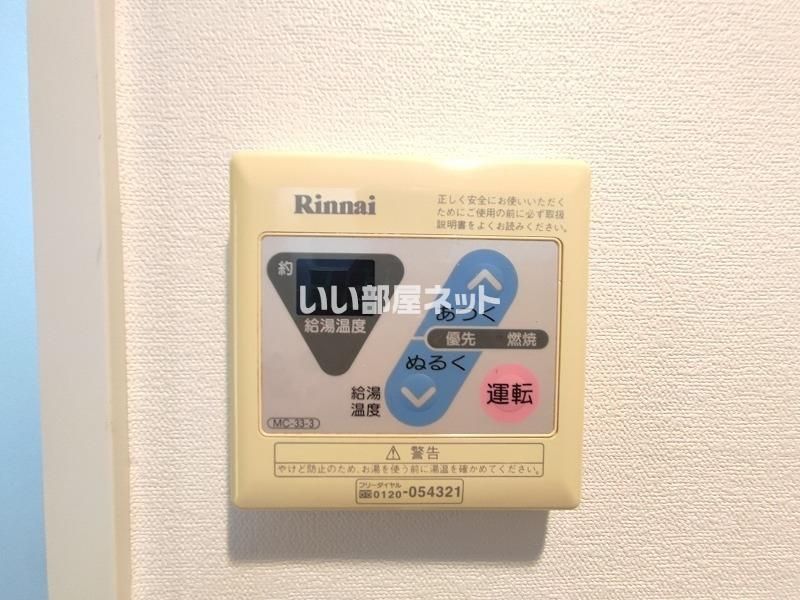 Rinnai
正しく安全にお使いいただく
ためにご使用の前に必ず取扱
説明書をよくお読みください。
約
給湯温度
いい部屋ネット
あつく
優先 燃焼
ぬるく
給湯
温度
運転
MC-33-3
⚠ 警告
やけど防止のため、お湯を使う前に湯温を確かめてください。
フリーダイヤル
0120-054321